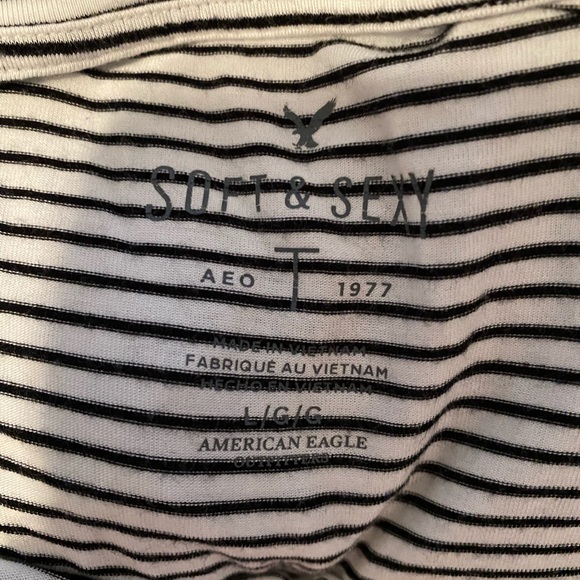 SOFT & SEXY
AEO T 1977
MADE IN VIETNAM
FABRIQUÉ AU VIETNAM
HECHO EN VIETNAM
L/G/G
AMERICAN EAGLE
OUTFITTERS